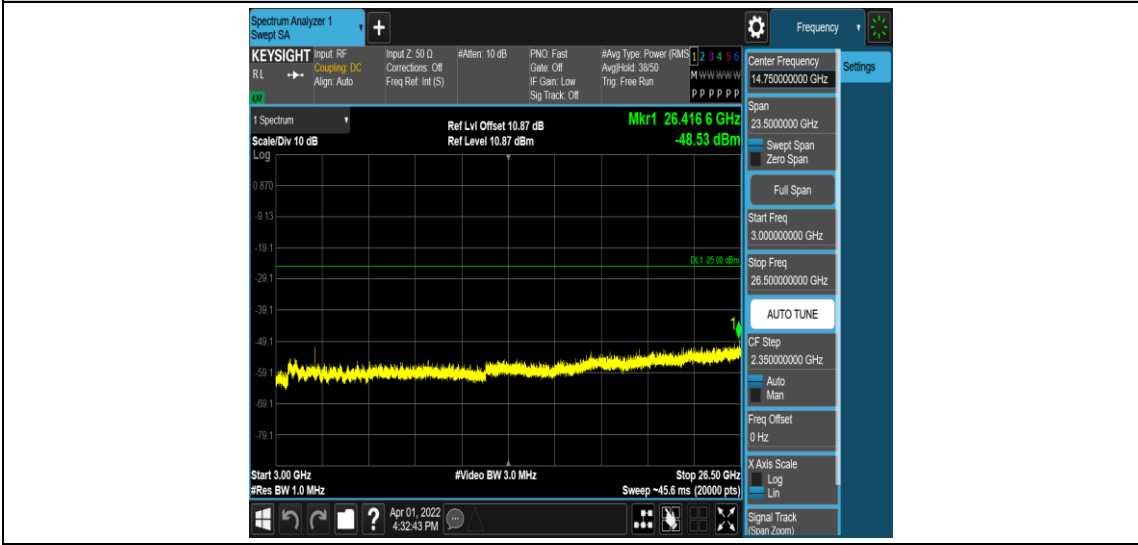 Spectrum Analyzer 1
Swept SA
+
Frequency
KEYSIGHT
RL
LXI
Input: RF
Coupling: DC
Align: Auto
Input Z: 50 Ω
Corrections: Off
Freq Ref: Int (S)
#Atten: 10 dB
PNO: Fast
Gate: Off
IF Gain: Low
Sig Track: Off
#Avg Type: Power (RMS
Avg|Hold: 38/50
Trig: Free Run
1 2 3 4 5 6
M W W W W W
P P P P P P
1 Spectrum
Scale/Div 10 dB
Log
Ref Lvl Offset 10.87 dB
Ref Level 10.87 dBm
Mkr1 26.416 6 GHz
-48.53 dBm
0.870
-9.13
-19.1
DL1 -25.00 dBm
-29.1
-39.1
1
-49.1
-59.1
-69.1
-79.1
Start 3.00 GHz
#Res BW 1.0 MHz
#Video BW 3.0 MHz
Stop 26.50 GHz
Sweep ~45.6 ms (20000 pts)
?
Apr 01, 2022
4:32:43 PM
Center Frequency
14.750000000 GHz
Span
23.5000000 GHz
Swept Span
Zero Span
Full Span
Start Freq
3.000000000 GHz
Stop Freq
26.500000000 GHz
AUTO TUNE
CF Step
2.350000000 GHz
Auto
Man
Freq Offset
0 Hz
X Axis Scale
Log
Lin
Signal Track
(Span Zoom)
Settings